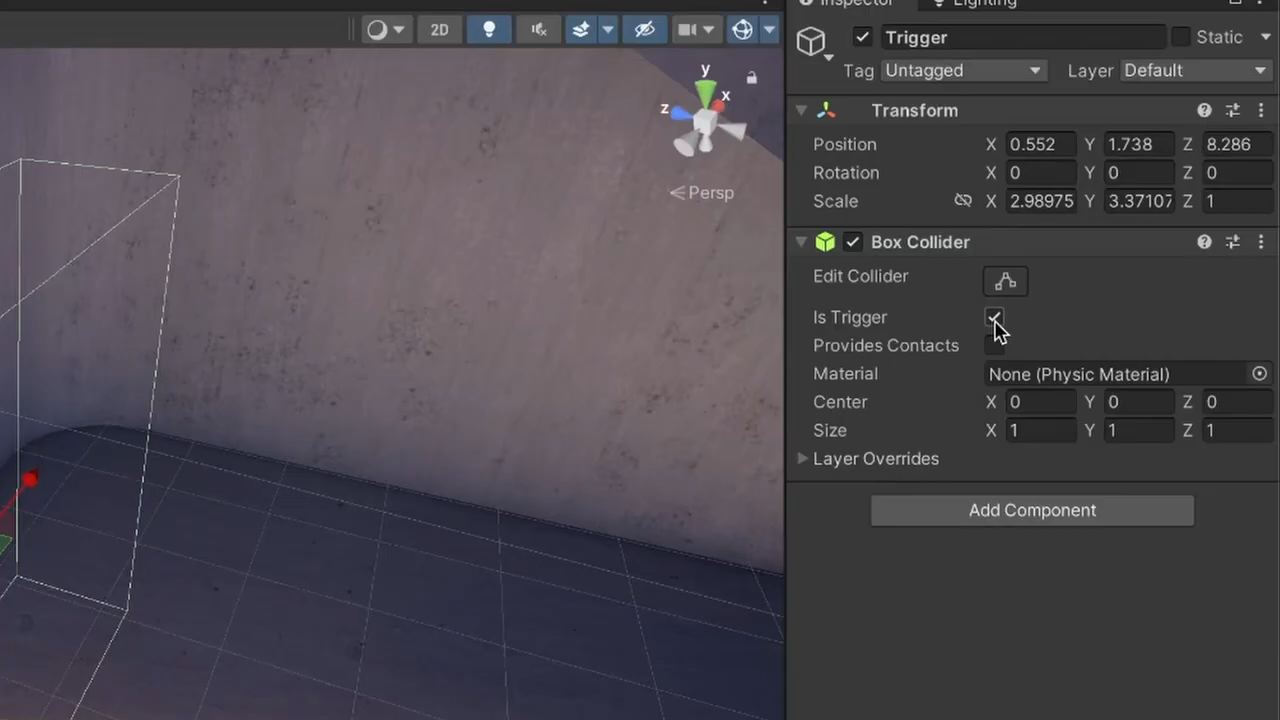 Inspector Lighting
2D
Trigger Static
Tag Untagged Layer Default
y
x
z
Persp
Transform
Position X 0.552 Y 1.738 Z 8.286
Rotation X 0 Y 0 Z 0
Scale X 2.98975 Y 3.37107 Z 1
Box Collider
Edit Collider
Is Trigger
Provides Contacts
Material None (Physic Material)
Center X 0 Y 0 Z 0
Size X 1 Y 1 Z 1
Layer Overrides
Add Component